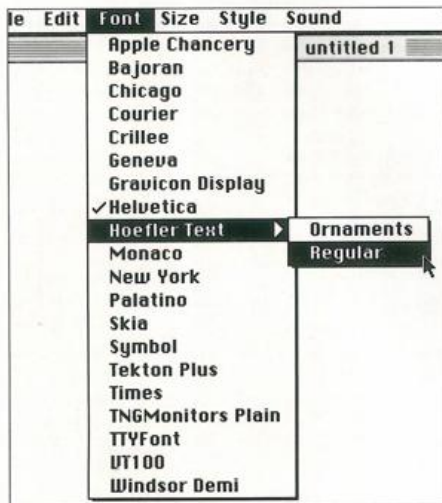 le Edit Font Size Style Sound
untitled 1
Apple Chancery
Bajoran
Chicago
Courier
Crillee
Geneva
Gravicon Display
✓Helvetica
Hoefler Text
Ornaments
Regular
Monaco
New York
Palatino
Skia
Symbol
Tekton Plus
Times
TNGMonitors Plain
TTYFont
VT100
Windsor Demi